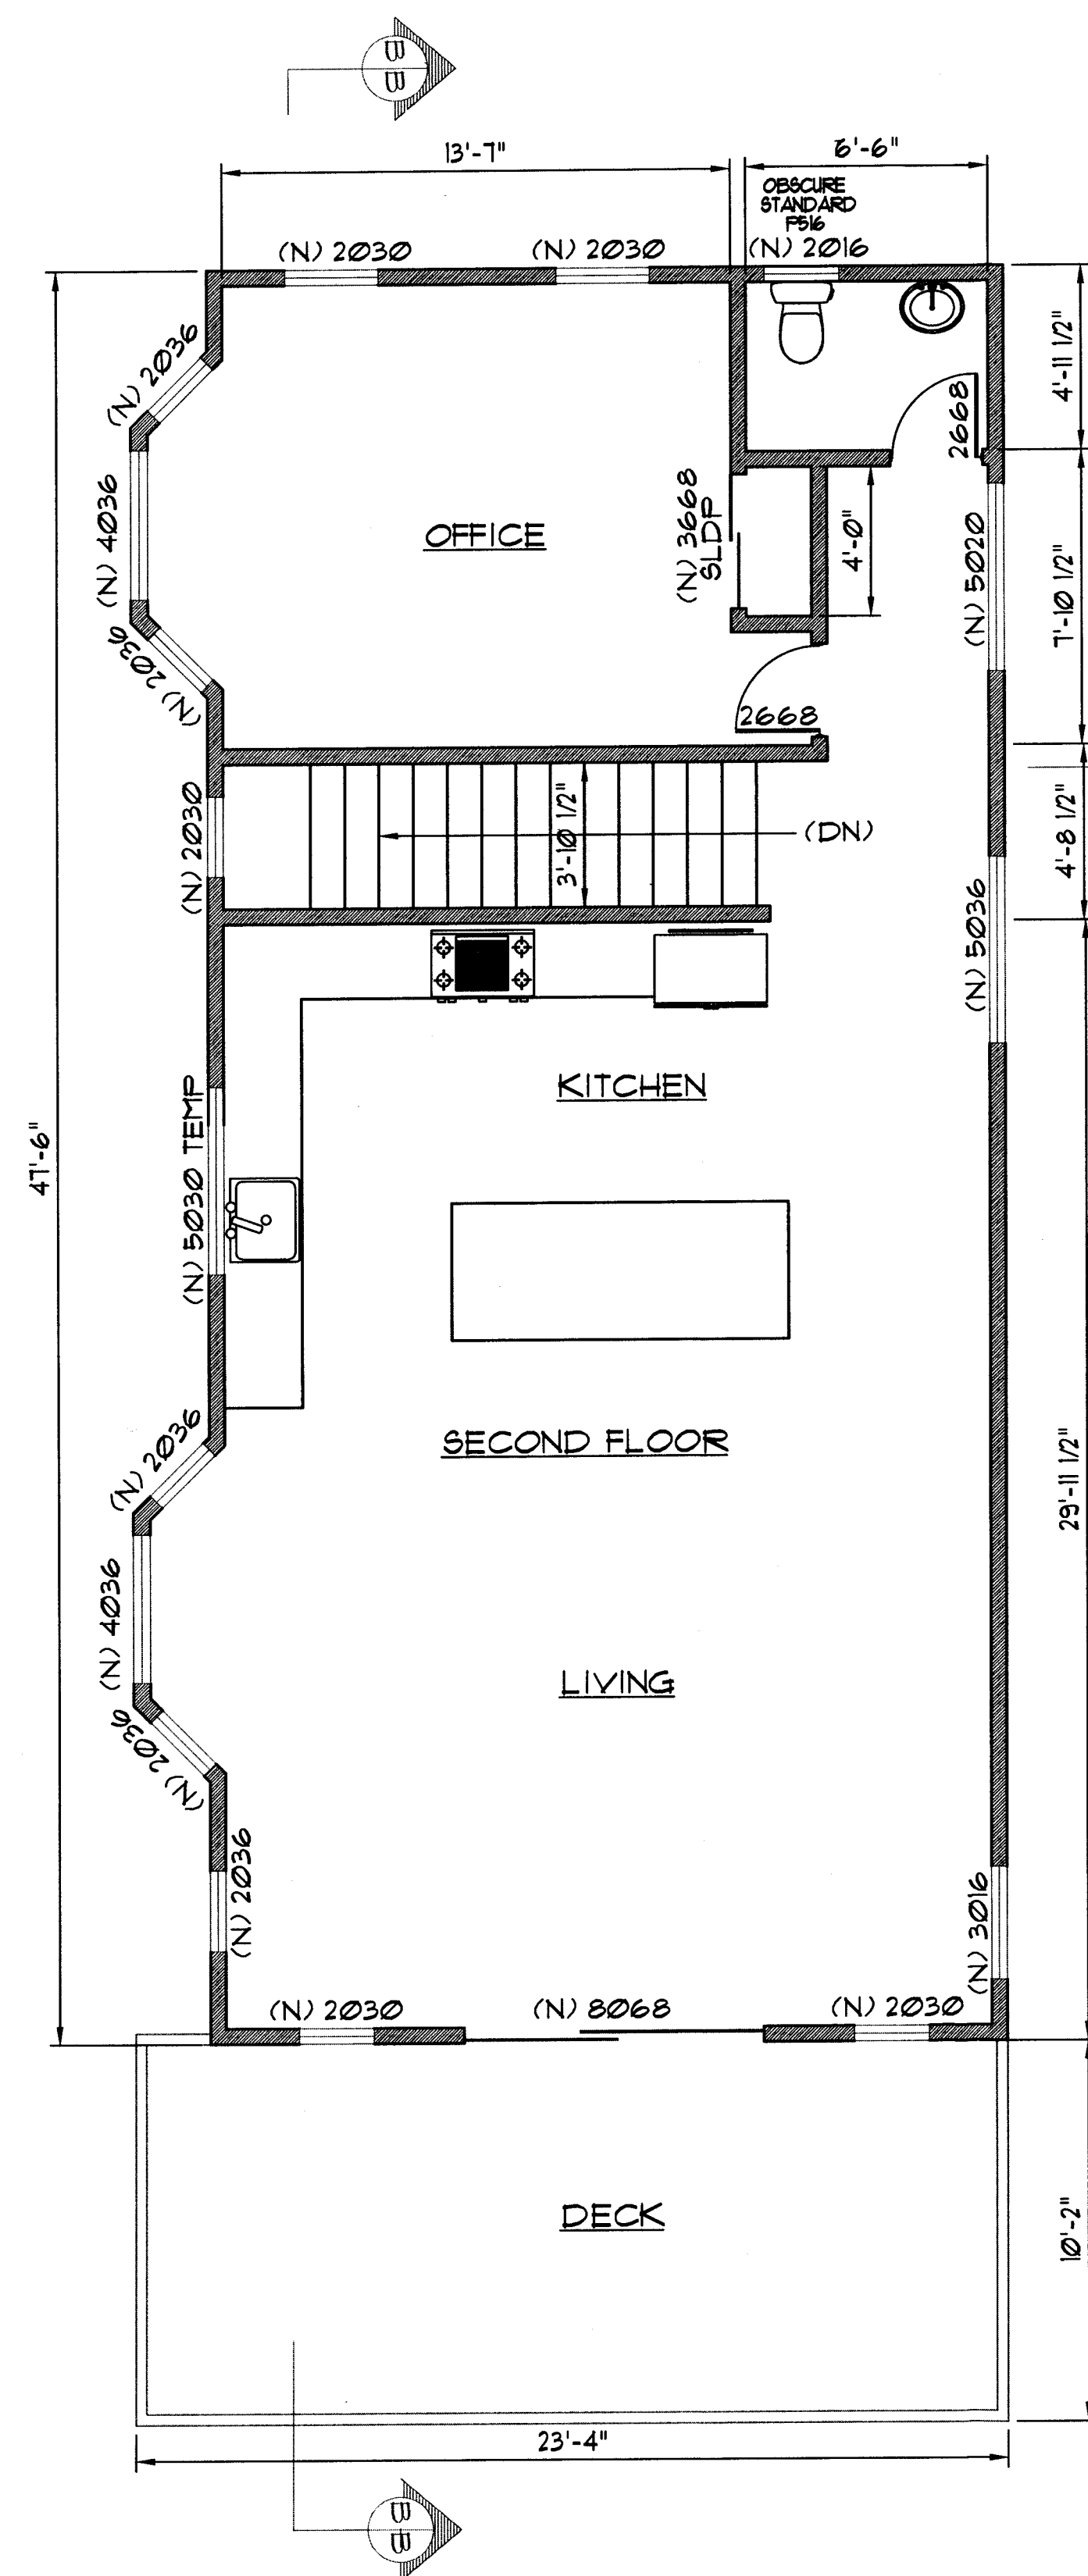 B B
13'-7"
6'-6"
OBSCURE
STANDARD
P516
(N) 2030
(N) 2030
(N) 2016
(N) 2036
4'-11 1/2"
2668
(N) 4036
OFFICE
(N) 3668
SLDP
4'-0"
(N) 5020
7'-10 1/2"
(N) 2036
2668
(N) 2030
3'-10 1/2"
(DN)
4'-8 1/2"
(N) 5036
KITCHEN
47'-6"
(N) 5030 TEMP
SECOND FLOOR
(N) 2036
29'-11 1/2"
(N) 4036
LIVING
(N) 2036
(N) 2036
(N) 3016
(N) 2030
(N) 8068
(N) 2030
DECK
10'-2"
23'-4"
B B